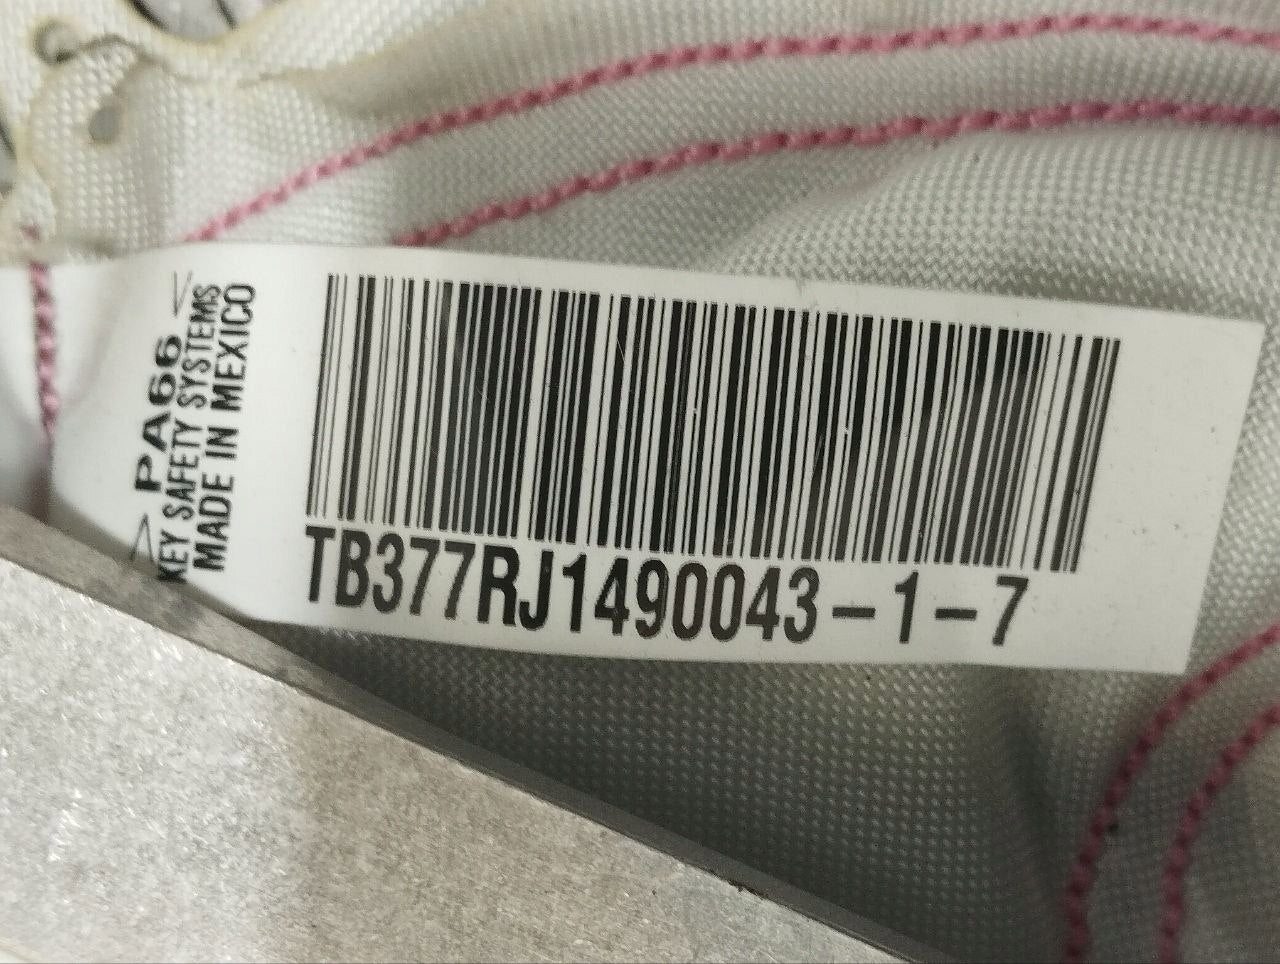 >PA66<
KEY SAFETY SYSTEMS
MADE IN MEXICO
TB377RJ1490043-1-7